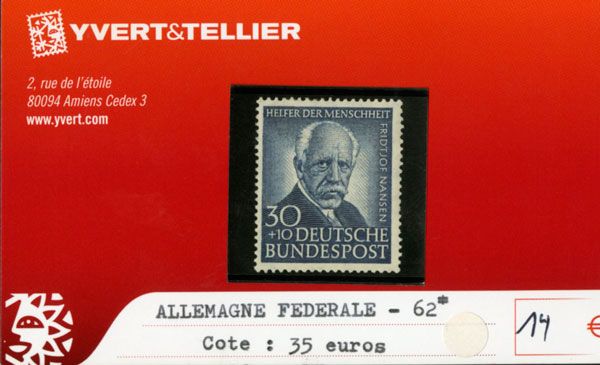 YVERT&TELLIER
2, rue de l'étoile
80094 Amiens Cedex 3
www.yvert.com
HELFER DER MENSCHHEIT
FRIDTJOF NANSEN
30
+10 DEUTSCHE
BUNDESPOST
ALLEMAGNE FEDERALE - 62*
Cote : 35 euros
14 €